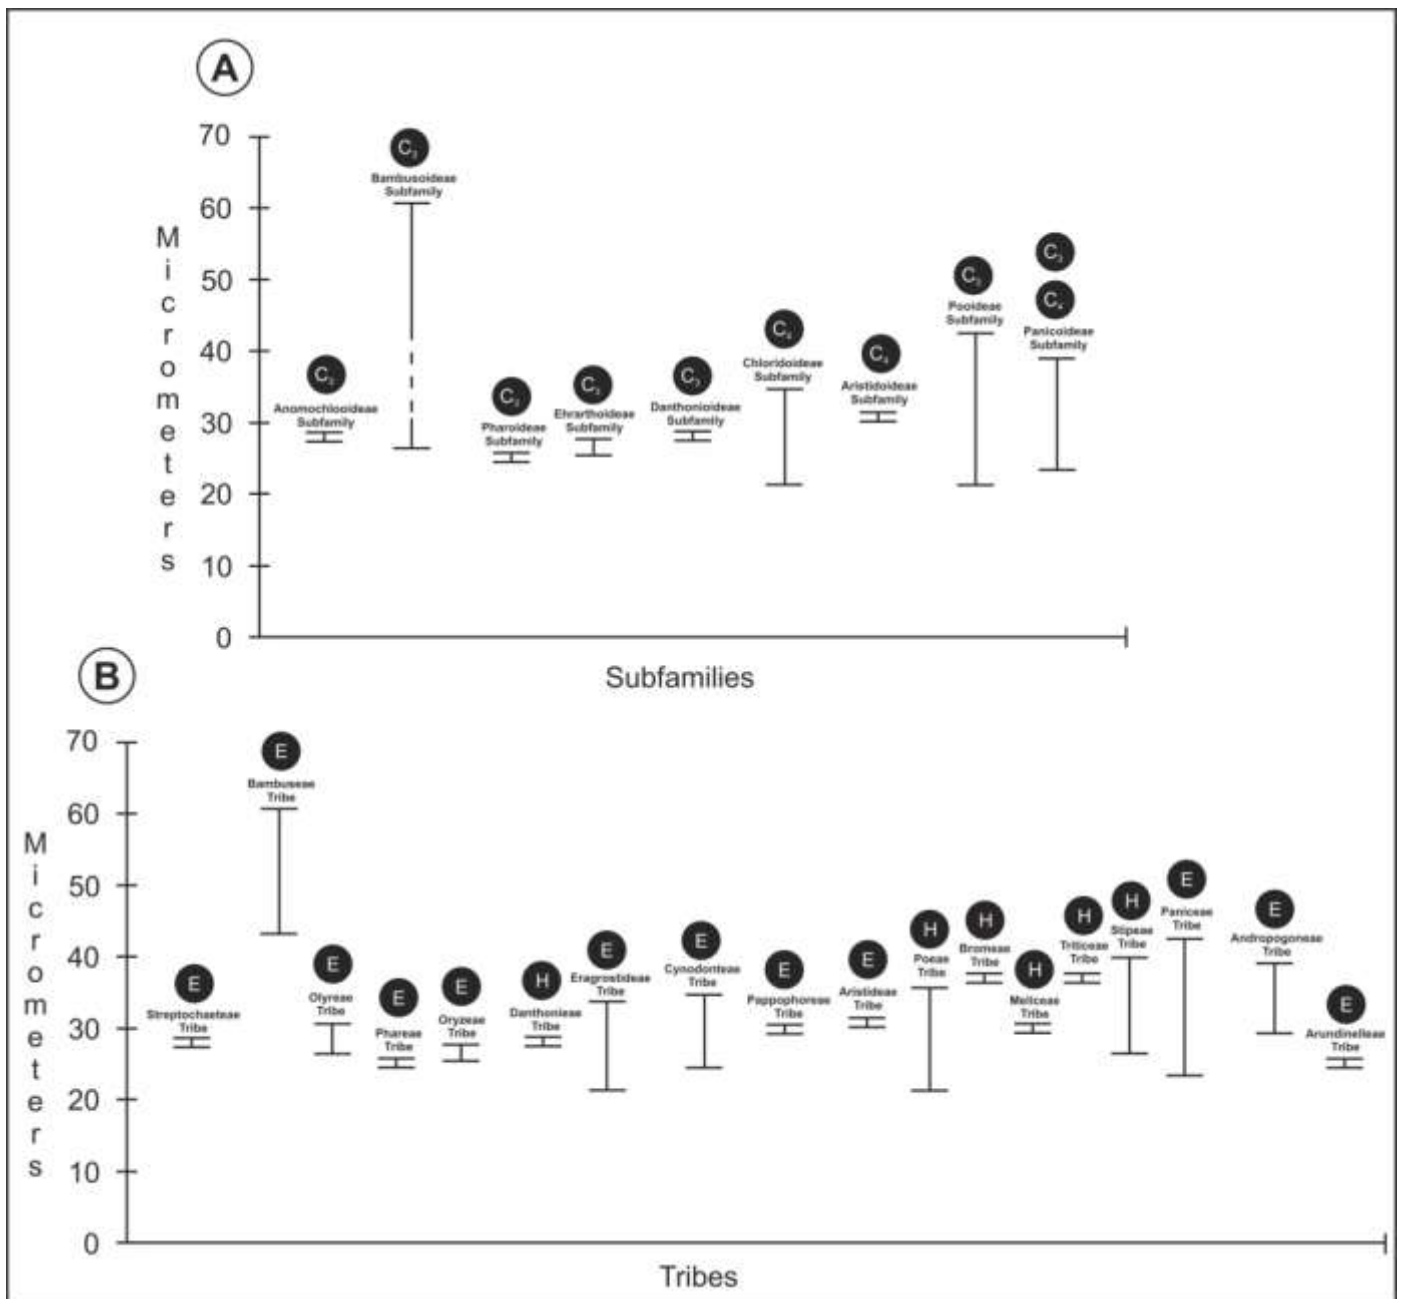 A
Micrometers
70
60
50
40
30
20
10
0
C₃
Anomochlooideae
Subfamily
C₃
Bambusoideae
Subfamily
C₃
Pharoideae
Subfamily
C₃
Ehrarthoideae
Subfamily
C₃
Danthonioideae
Subfamily
C₄
Chloridoideae
Subfamily
C₄
Aristidoideae
Subfamily
C₃
Pooideae
Subfamily
C₃
C₄
Panicoideae
Subfamily
Subfamilies
B
Micrometers
70
60
50
40
30
20
10
0
E
Streptochaeteae
Tribe
E
Bambuseae
Tribe
E
Olyreae
Tribe
E
Phareae
Tribe
E
Oryzeae
Tribe
H
Danthonieae
Tribe
E
Eragrostideae
Tribe
E
Cynodonteae
Tribe
E
Pappophoreae
Tribe
E
Aristideae
Tribe
H
Poeae
Tribe
H
Bromeae
Tribe
H
Meliceae
Tribe
H
Triticeae
Tribe
H
Stipeae
Tribe
E
Paniceae
Tribe
E
Andropogoneae
Tribe
E
Arundinelleae
Tribe
Tribes